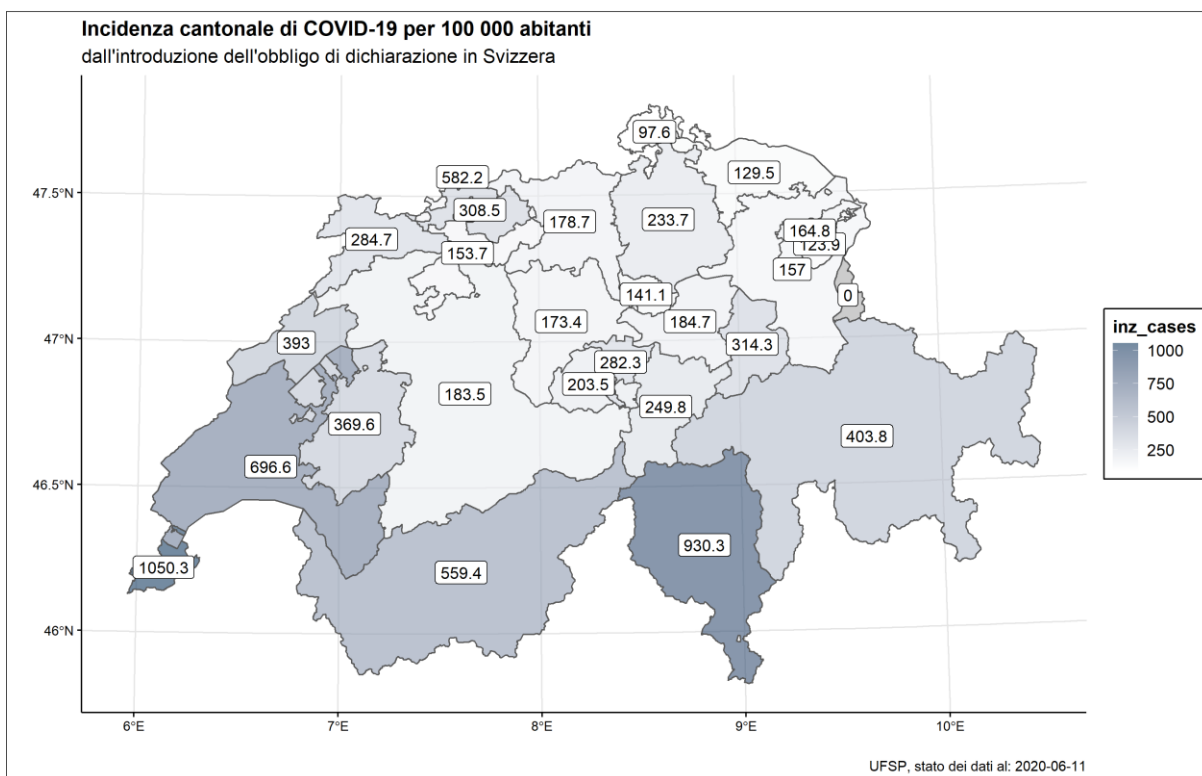 Incidenza cantonale di COVID-19 per 100 000 abitanti
dall'introduzione dell'obbligo di dichiarazione in Svizzera
97.6
129.5
582.2
308.5
178.7
233.7
164.8
123.9
284.7
153.7
157
141.1
0
173.4
184.7
393
314.3
282.3
203.5
183.5
249.8
369.6
403.8
696.6
930.3
1050.3
559.4
47.5°N
47°N
46.5°N
46°N
6°E
7°E
8°E
9°E
10°E
inz_cases
1000
750
500
250
UFSP, stato dei dati al: 2020-06-11